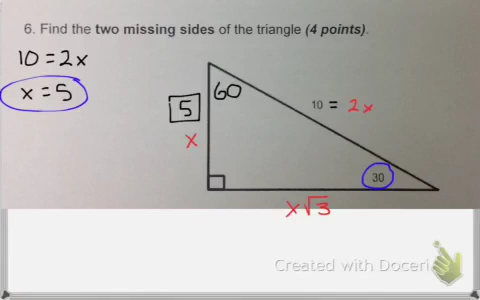 6. Find the two missing sides of the triangle (4 points).
10 = 2x
x = 5
60
5
10 = 2x
x
30
x√3
Created with Doceri